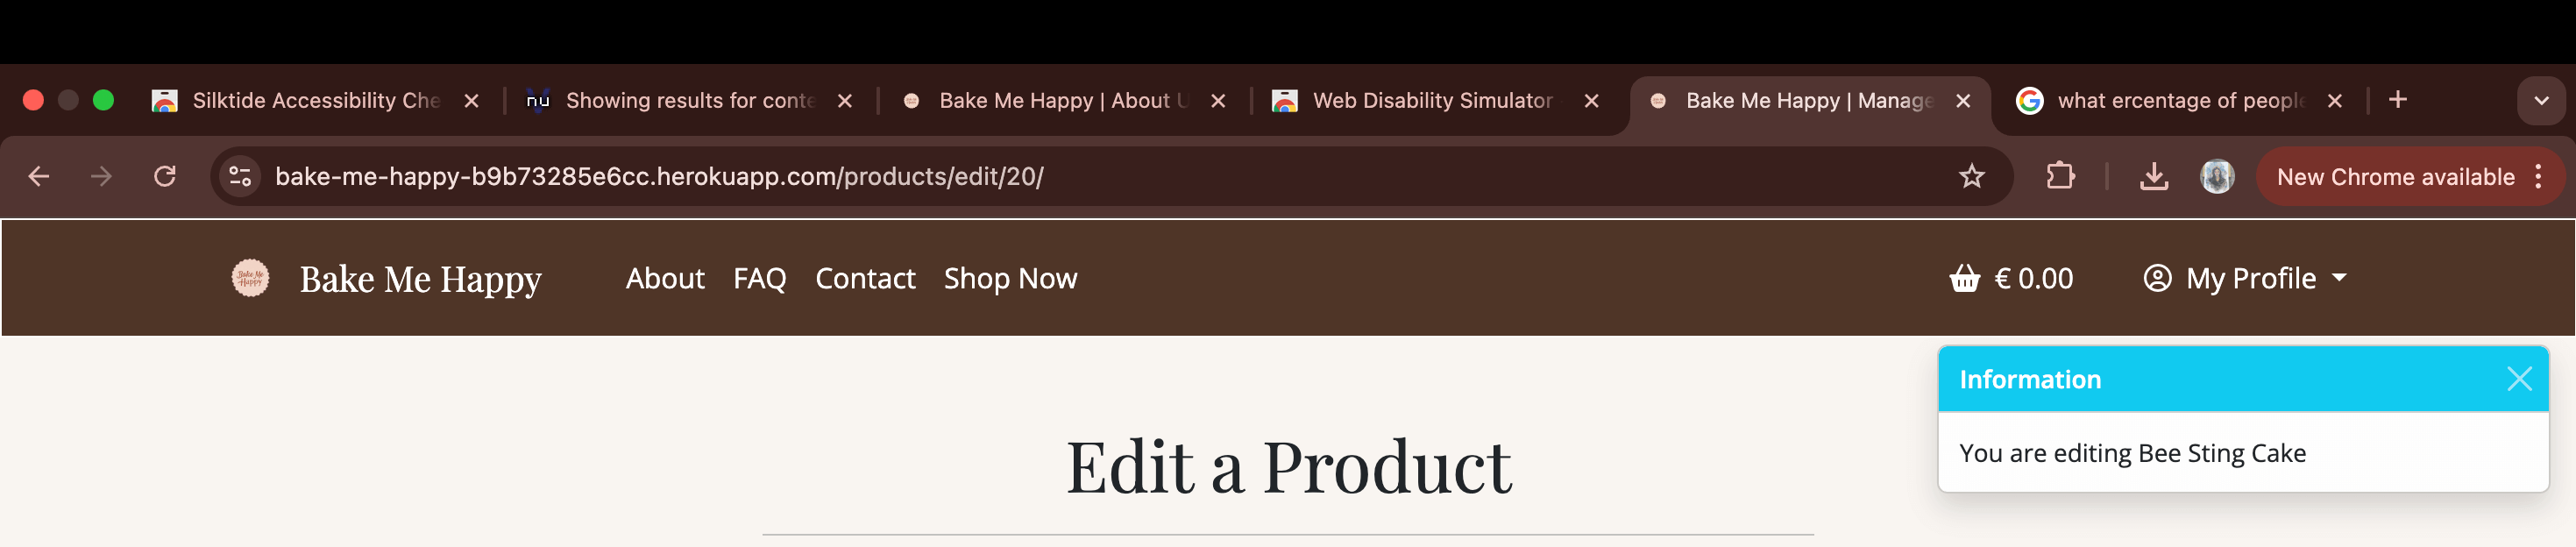 Silktide Accessibility Che
nu Showing results for conte
Bake Me Happy | About U
Web Disability Simulator
Bake Me Happy | Manage
what ercentage of people
bake-me-happy-b9b73285e6cc.herokuapp.com/products/edit/20/
New Chrome available
Bake Me Happy
Bake Me Happy
About
FAQ
Contact
Shop Now
€ 0.00
My Profile
Information
You are editing Bee Sting Cake
Edit a Product